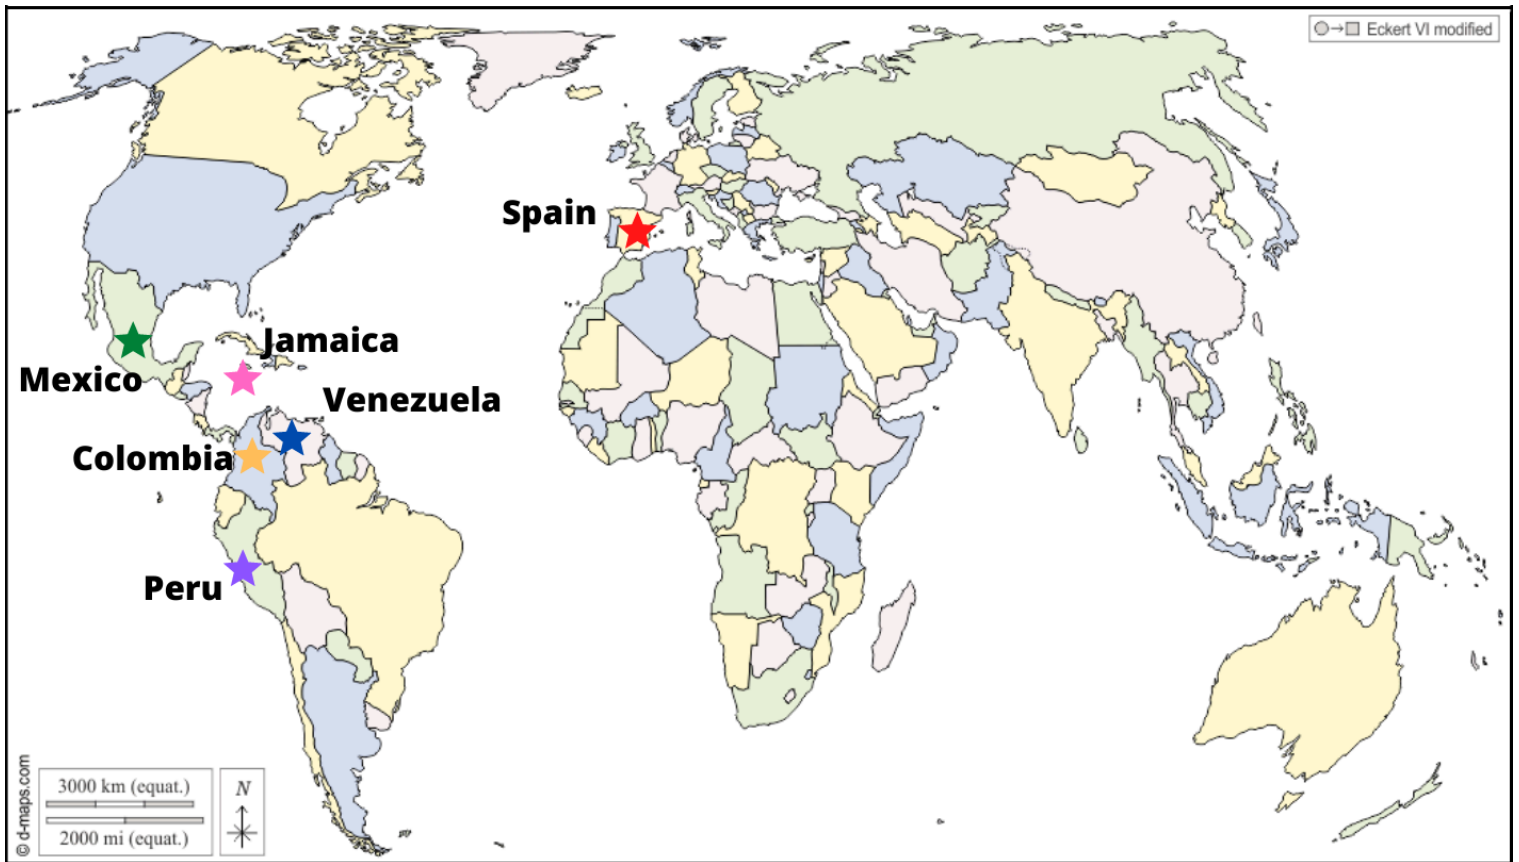 Eckert VI modified
Spain
Jamaica
Mexico
Venezuela
Colombia
Peru
3000 km (equat.)
2000 mi (equat.)
N
© d-maps.com